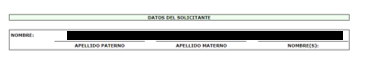 DATOS DEL SOLICITANTE
NOMBRE:
APELLIDO PATERNO APELLIDO MATERNO NOMBRE(S):